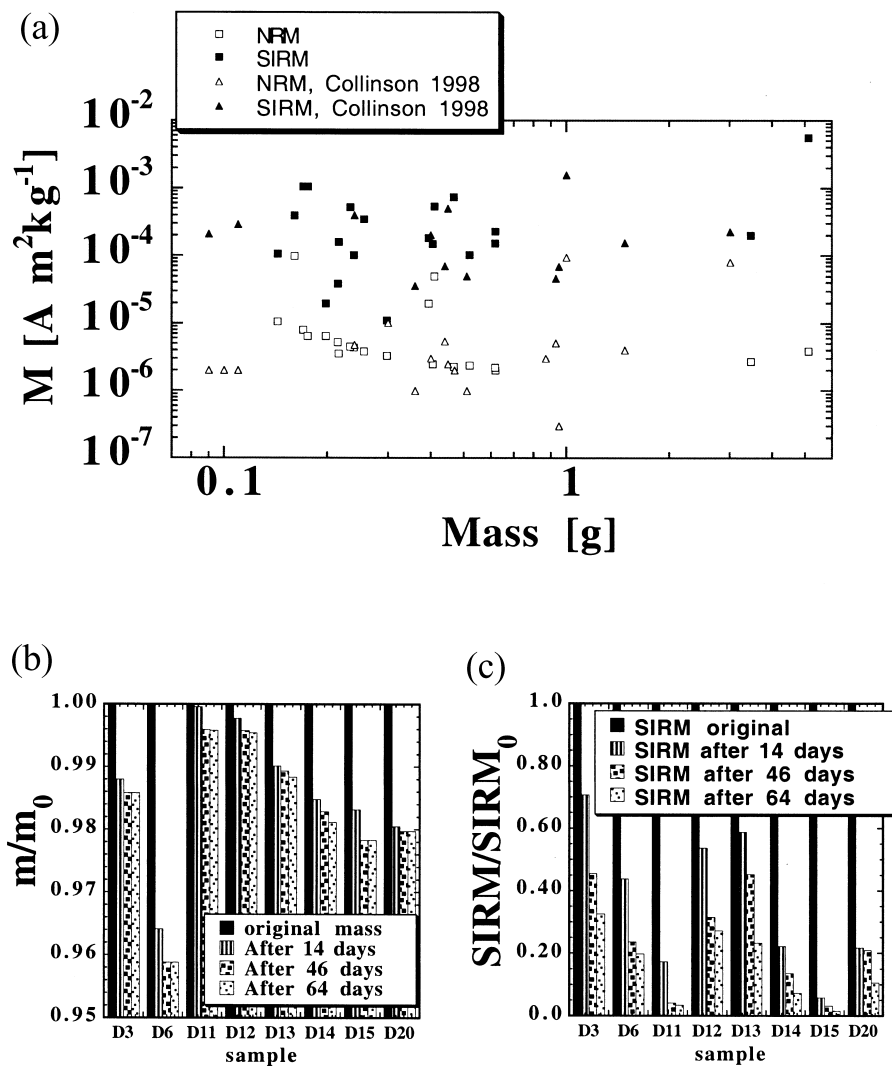 (a)
NRM
SIRM
NRM, Collinson 1998
SIRM, Collinson 1998
M [A m²kg⁻¹]
10⁻²
10⁻³
10⁻⁴
10⁻⁵
10⁻⁶
10⁻⁷
0.1 1
Mass [g]
(b)
m/m₀
1.00
0.99
0.98
0.97
0.96
0.95
original mass
After 14 days
After 46 days
After 64 days
D3 D6 D11 D12 D13 D14 D15 D20
sample
(c)
SIRM/SIRM₀
1.0
0.80
0.60
0.40
0.20
0.0
SIRM original
SIRM after 14 days
SIRM after 46 days
SIRM after 64 days
D3 D6 D11 D12 D13 D14 D15 D20
sample